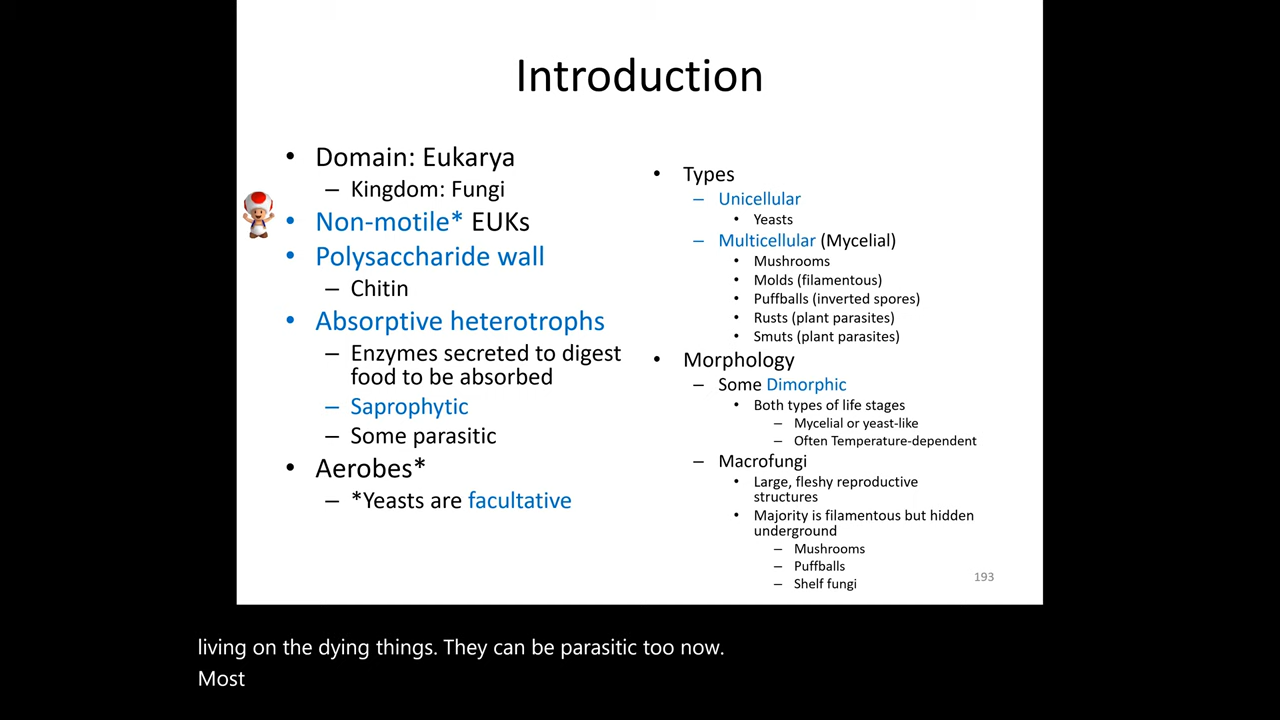 Introduction
• Domain: Eukarya
– Kingdom: Fungi
• Non-motile* EUKs
• Polysaccharide wall
– Chitin
• Absorptive heterotrophs
– Enzymes secreted to digest
food to be absorbed
– Saprophytic
– Some parasitic
• Aerobes*
– *Yeasts are facultative
• Types
– Unicellular
• Yeasts
– Multicellular (Mycelial)
• Mushrooms
• Molds (filamentous)
• Puffballs (inverted spores)
• Rusts (plant parasites)
• Smuts (plant parasites)
• Morphology
– Some Dimorphic
• Both types of life stages
– Mycelial or yeast-like
– Often Temperature-dependent
– Macrofungi
• Large, fleshy reproductive
structures
• Majority is filamentous but hidden
underground
– Mushrooms
– Puffballs
– Shelf fungi
193
living on the dying things. They can be parasitic too now.
Most